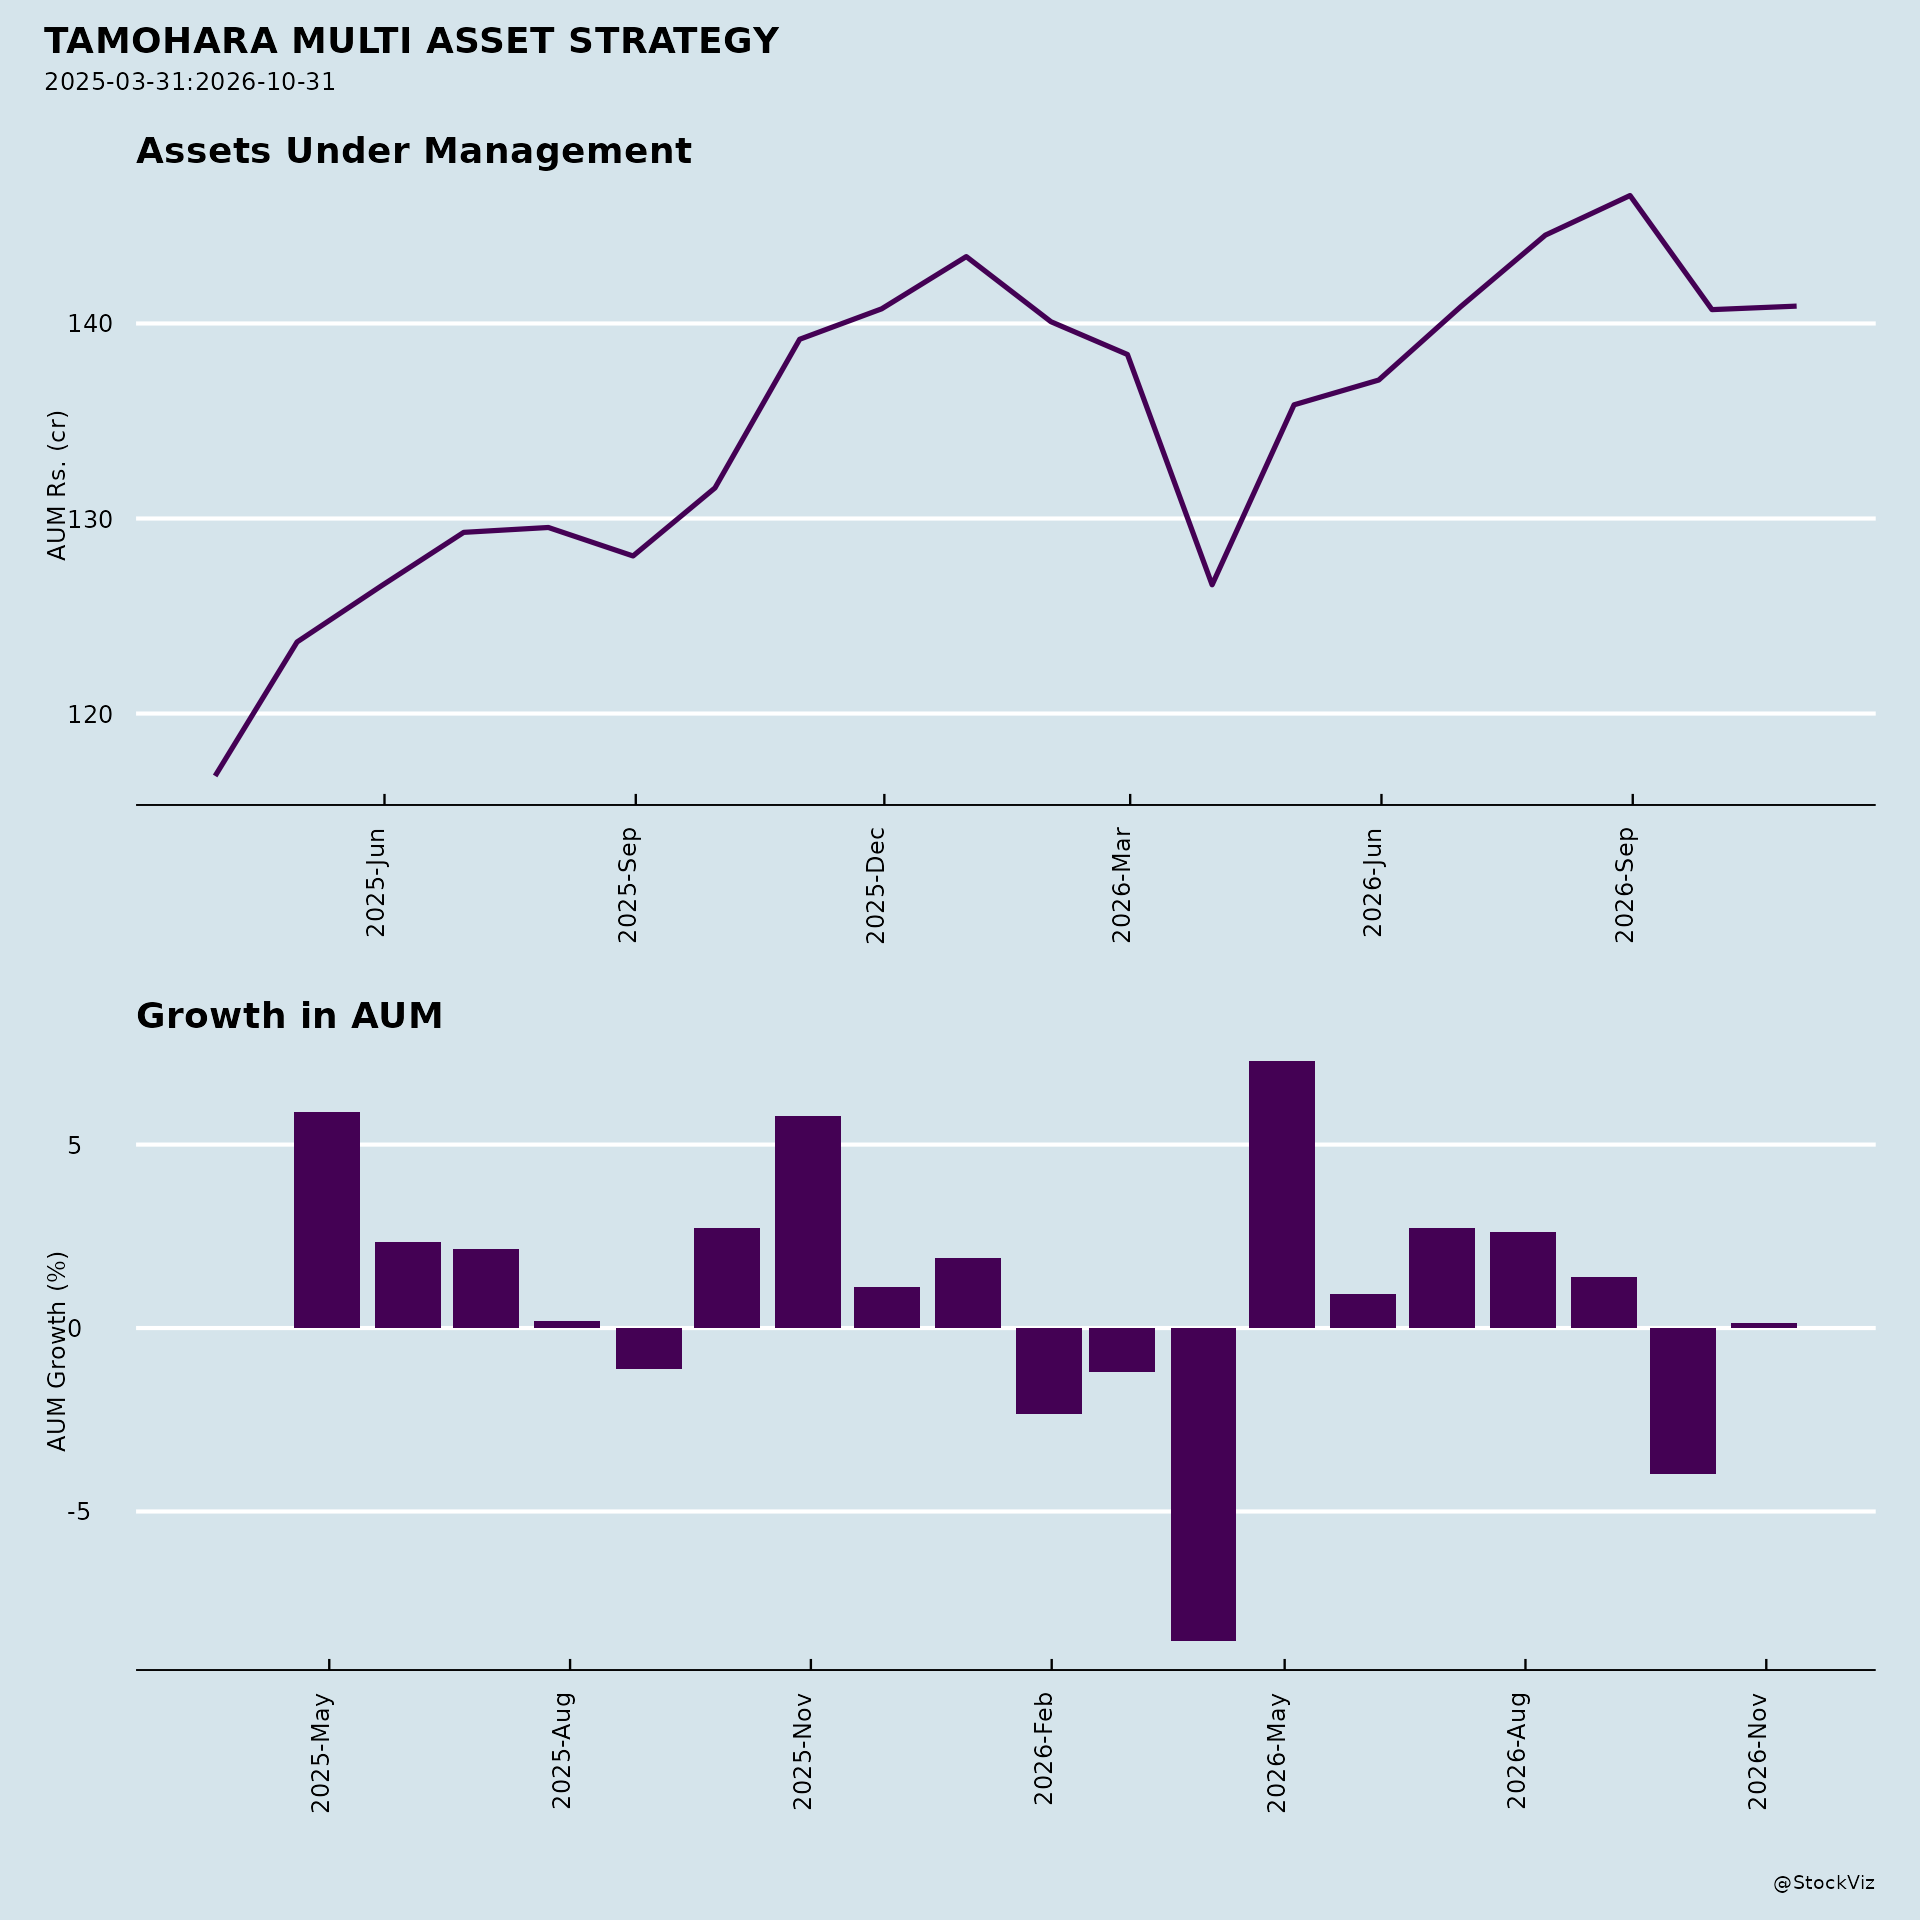 TAMOHARA MULTI ASSET STRATEGY
2025-03-31:2026-10-31
Assets Under Management
AUM Rs. (cr)
140
130
120
2025-Jun
2025-Sep
2025-Dec
2026-Mar
2026-Jun
2026-Sep
Growth in AUM
AUM Growth (%)
5
0
-5
2025-May
2025-Aug
2025-Nov
2026-Feb
2026-May
2026-Aug
2026-Nov
@StockViz